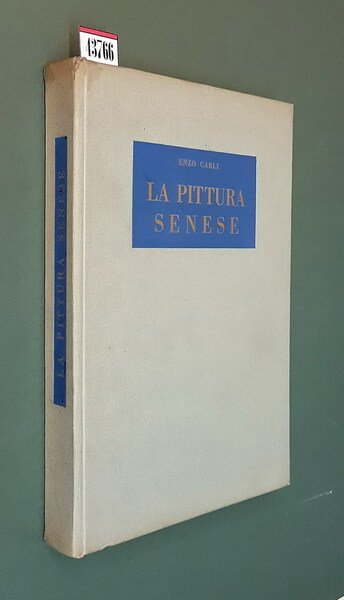 43766
ENZO CARLI
LA PITTURA
SENESE
LA PITTURA SENESE